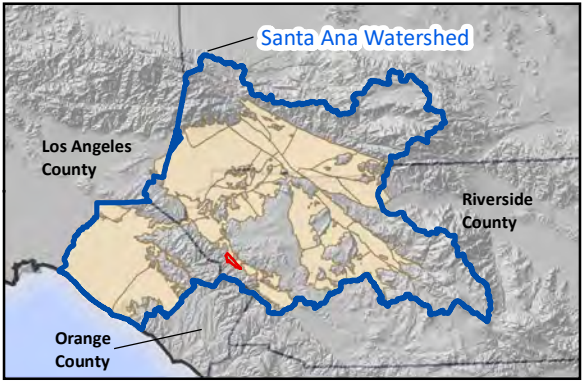 Santa Ana Watershed
Los Angeles
County
Riverside
County
Orange
County